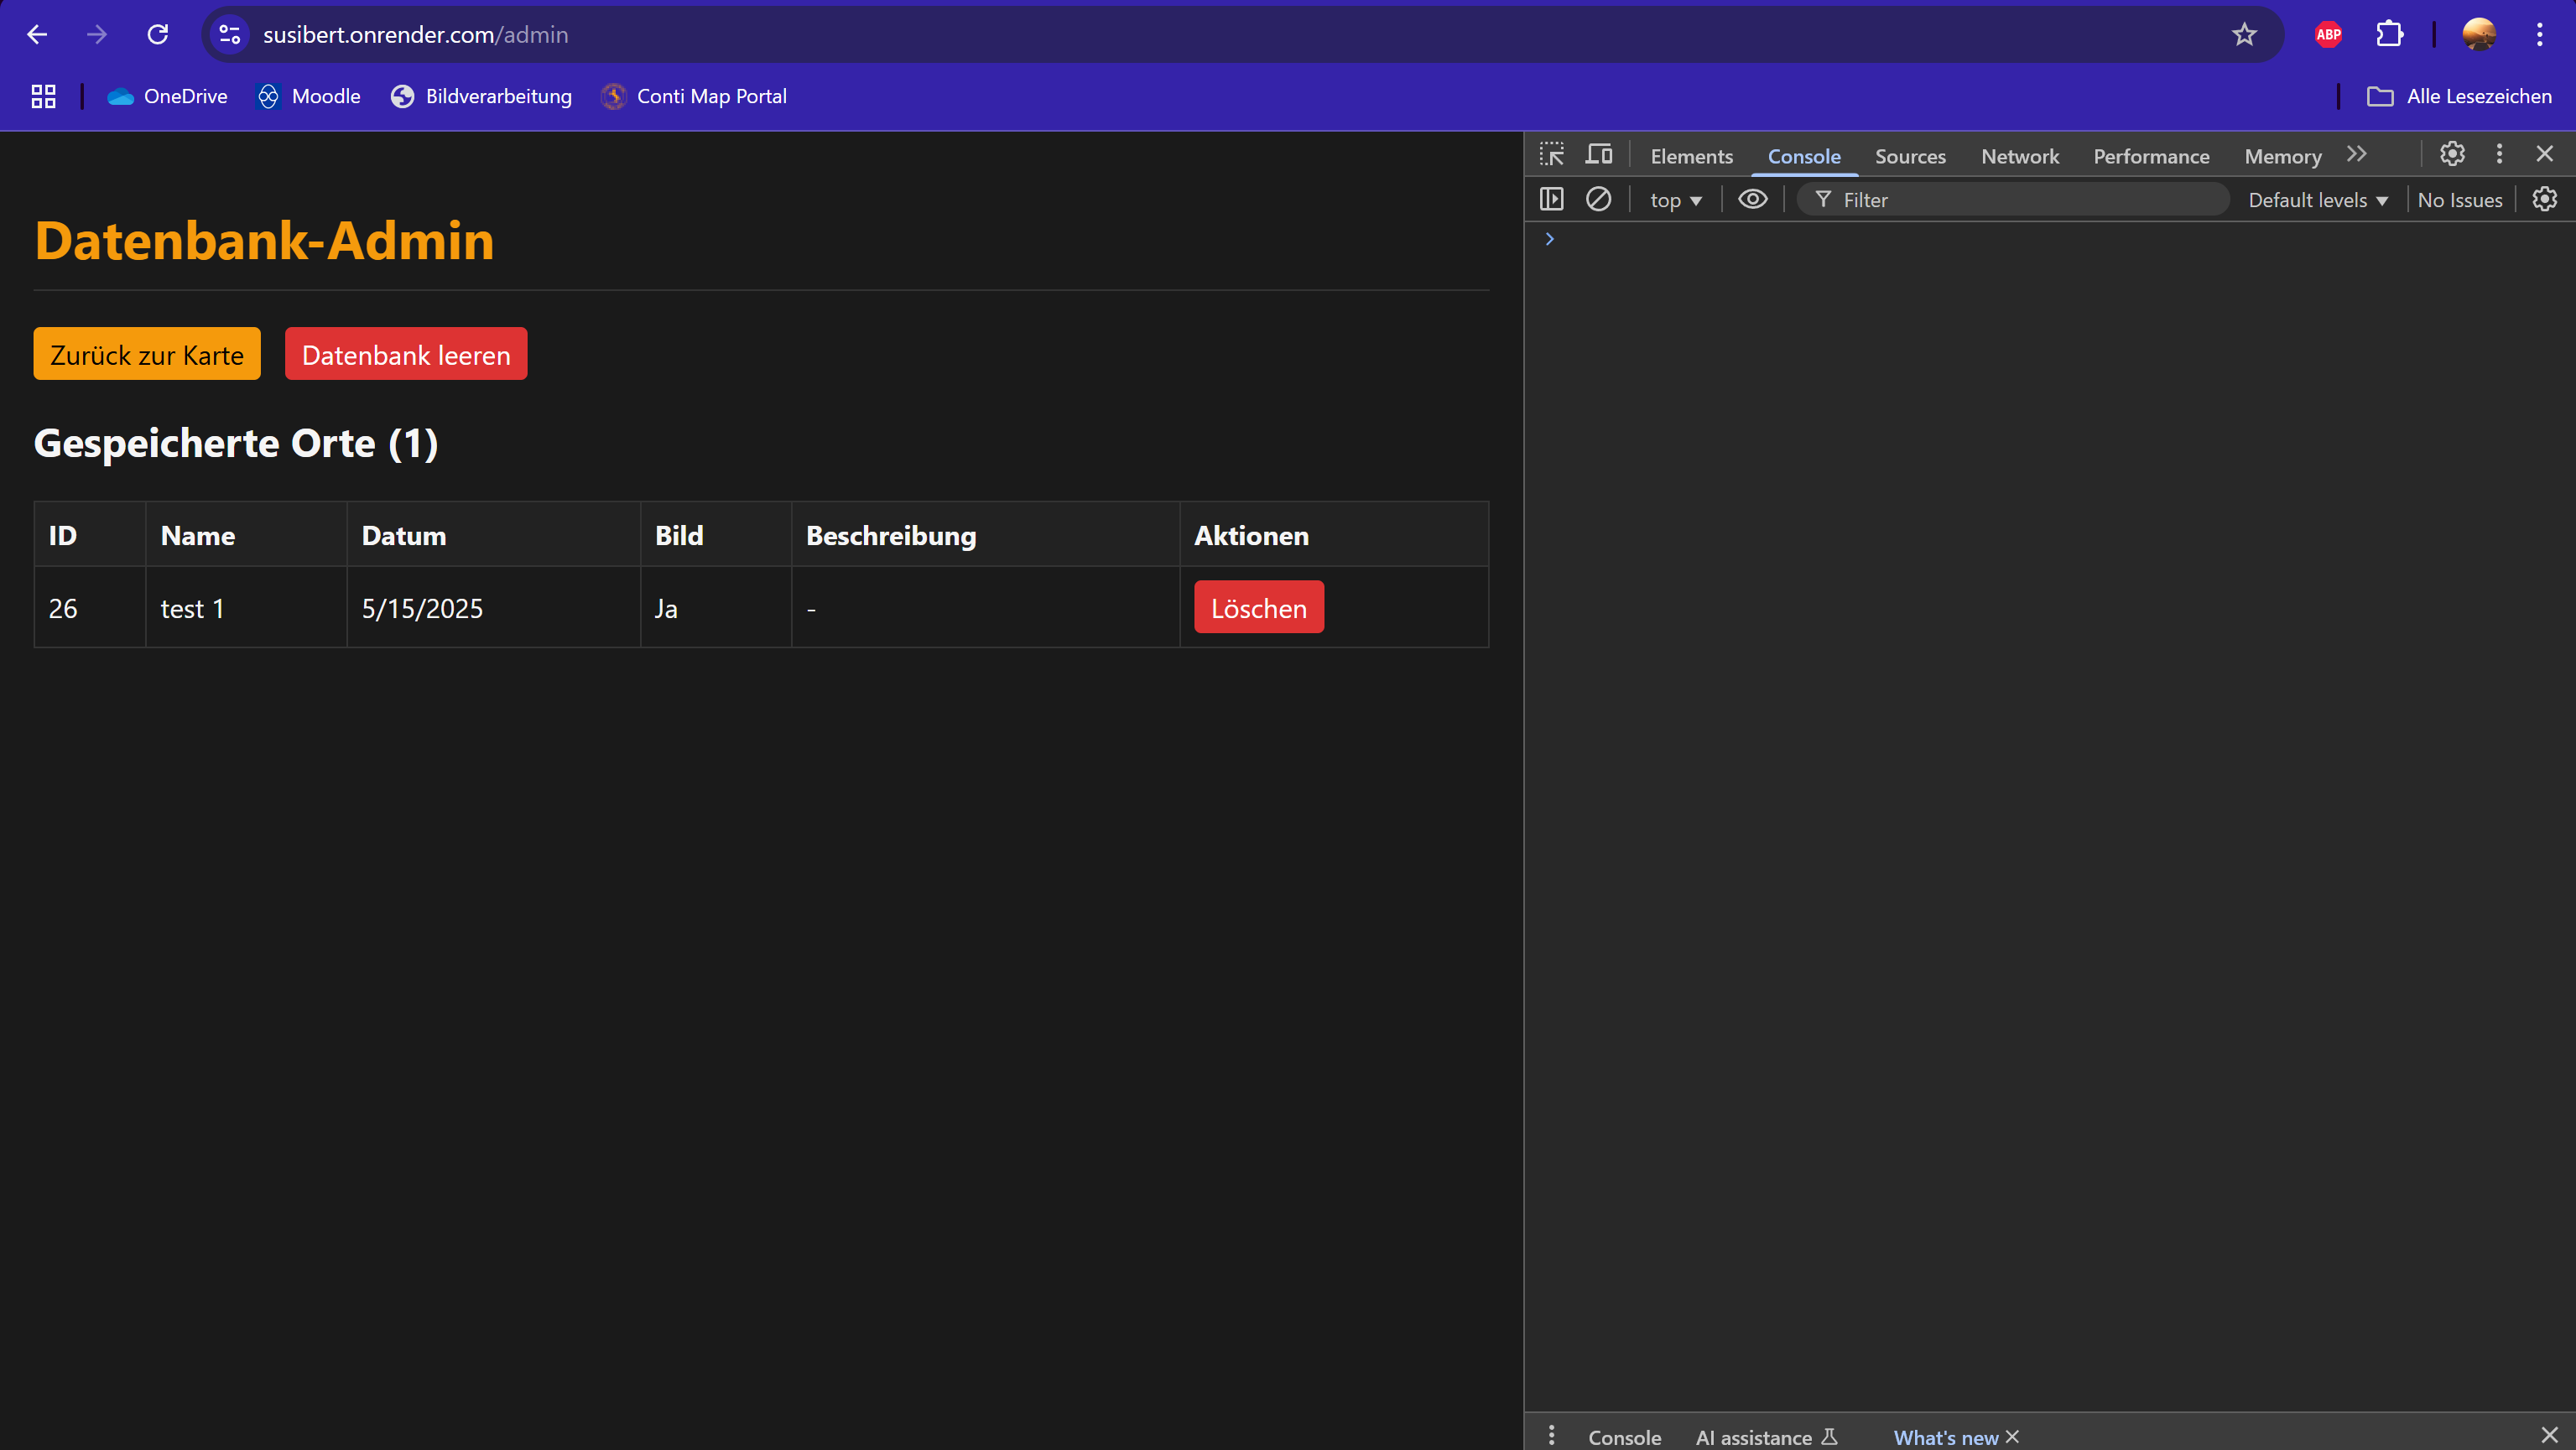 susibert.onrender.com/admin
ABP
OneDrive
Moodle
Bildverarbeitung
Conti Map Portal
Alle Lesezeichen
Elements
Console
Sources
Network
Performance
Memory
top
Filter
Default levels
No Issues
Datenbank-Admin
Zurück zur Karte
Datenbank leeren
Gespeicherte Orte (1)
ID Name Datum Bild Beschreibung Aktionen
26 test 1 5/15/2025 Ja - Löschen
Console
AI assistance
What's new